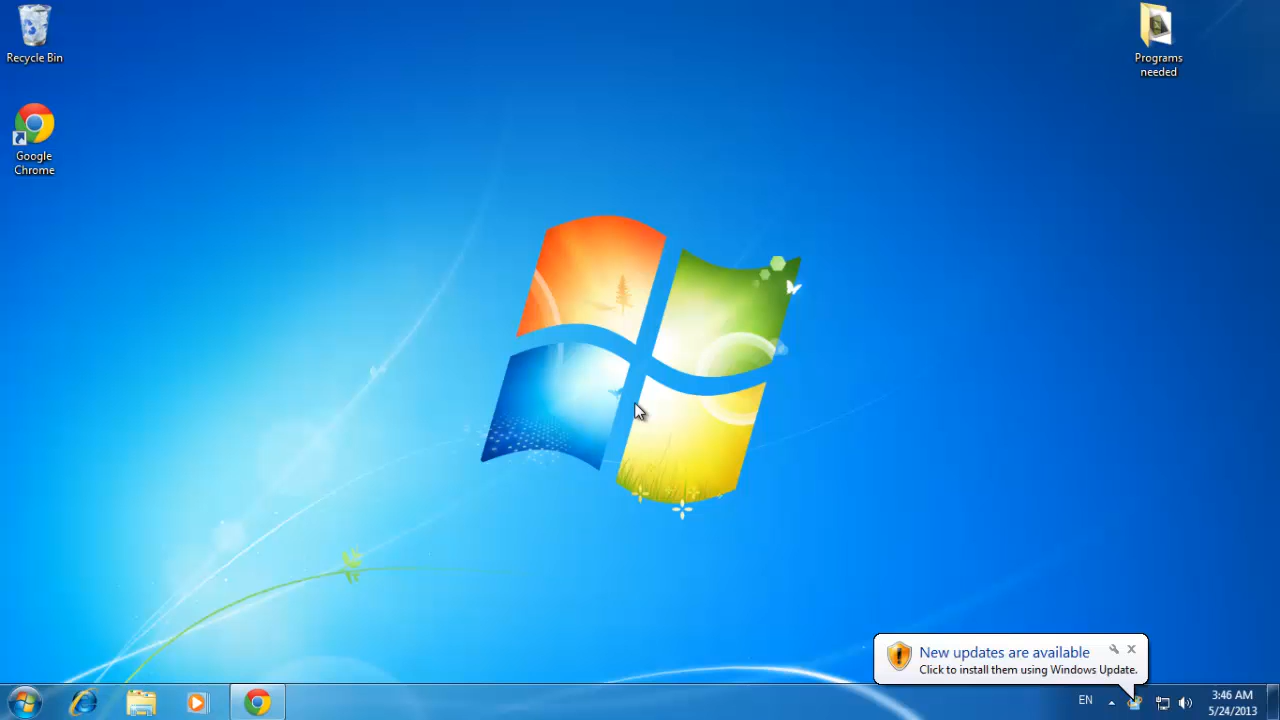 Recycle Bin
Programs
needed
Google
Chrome
New updates are available
Click to install them using Windows Update.
EN
3:46 AM
5/24/2013